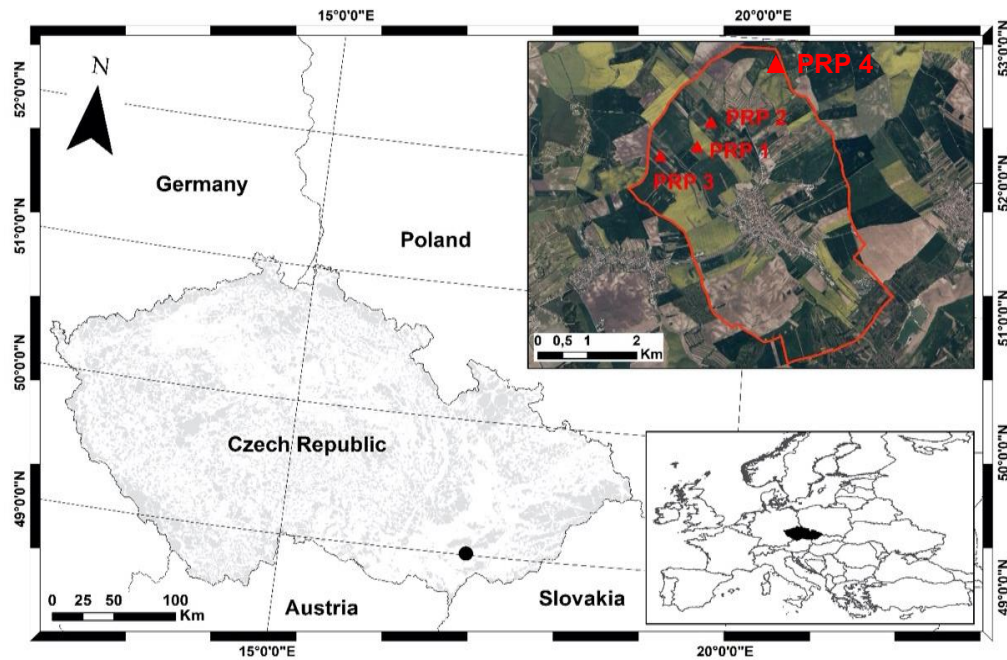 15°0'0"E
20°0'0"E
N
52°0'0"N
51°0'0"N
50°0'0"N
49°0'0"N
53°0'0"N
52°0'0"N
51°0'0"N
50°0'0"N
49°0'0"N
PRP 4
PRP 2
PRP 1
PRP 3
0 0,5 1 2
Km
Germany
Poland
Czech Republic
Austria
Slovakia
0 25 50 100
Km
15°0'0"E
20°0'0"E